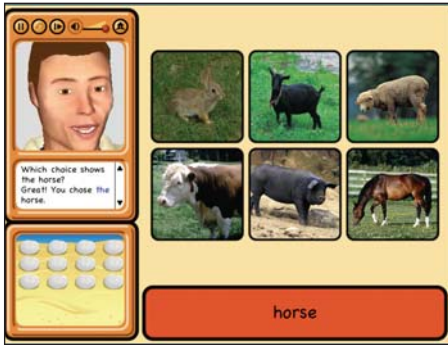 Which choice shows
the horse?
Great! You chose the
horse.
horse